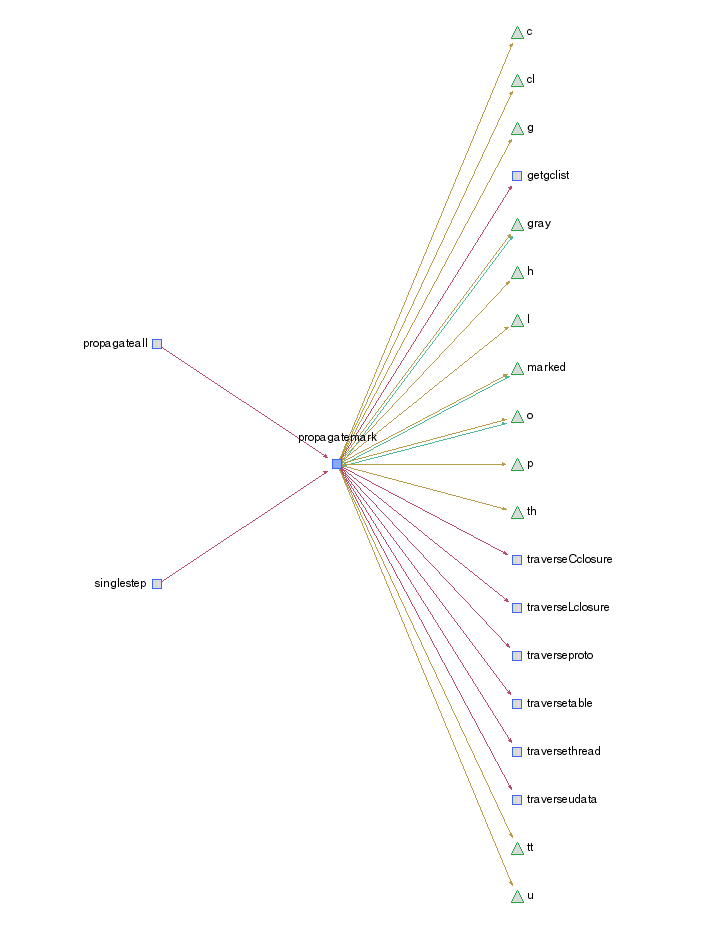 c
cl
g
getgclist
gray
h
l
propagateall
marked
o
propagatemark
p
th
traverseCclosure
singlestep
traverseLclosure
traverseproto
traversetable
traversethread
traverseudata
tt
u